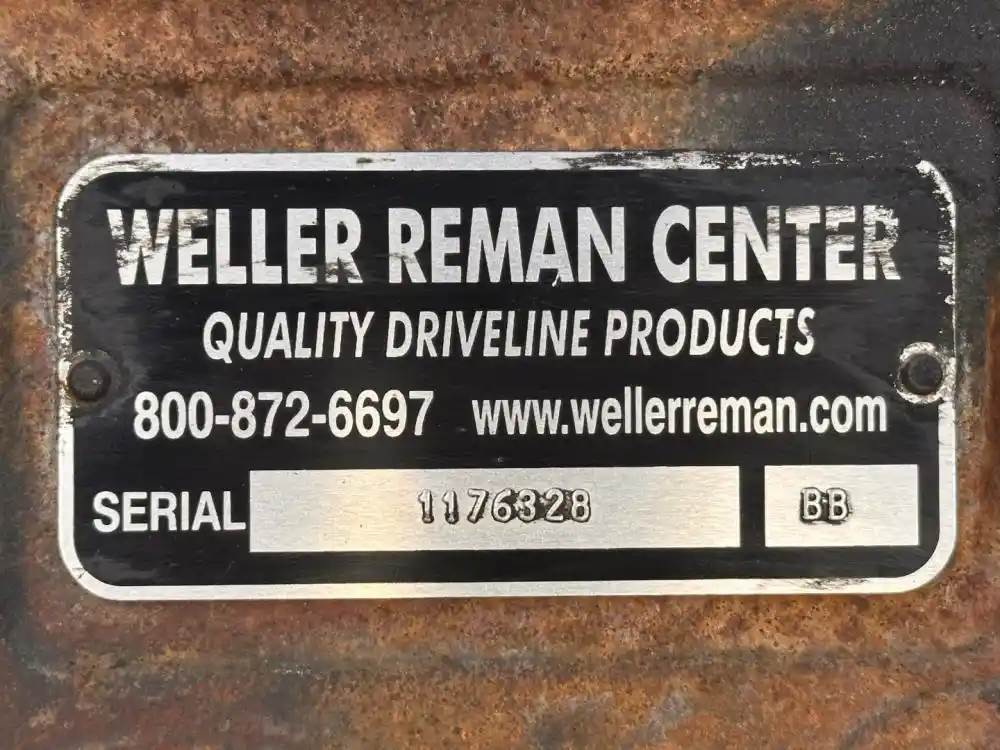 WELLER REMAN CENTER
QUALITY DRIVELINE PRODUCTS
800-872-6697 www.wellerreman.com
SERIAL 1176328 BB